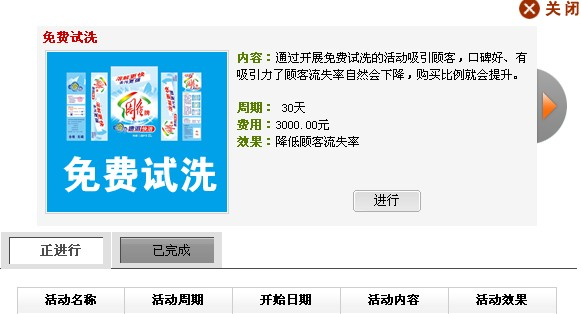 关闭
免费试洗
内容：通过开展免费试洗的活动吸引顾客，口碑好、有
吸引力了顾客流失率自然会下降，购买比例就会提升。
周期： 30天
费用：3000.00元
效果：降低顾客流失率
雕牌
免费试洗
进行
正进行
已完成
活动名称 活动周期 开始日期 活动内容 活动效果